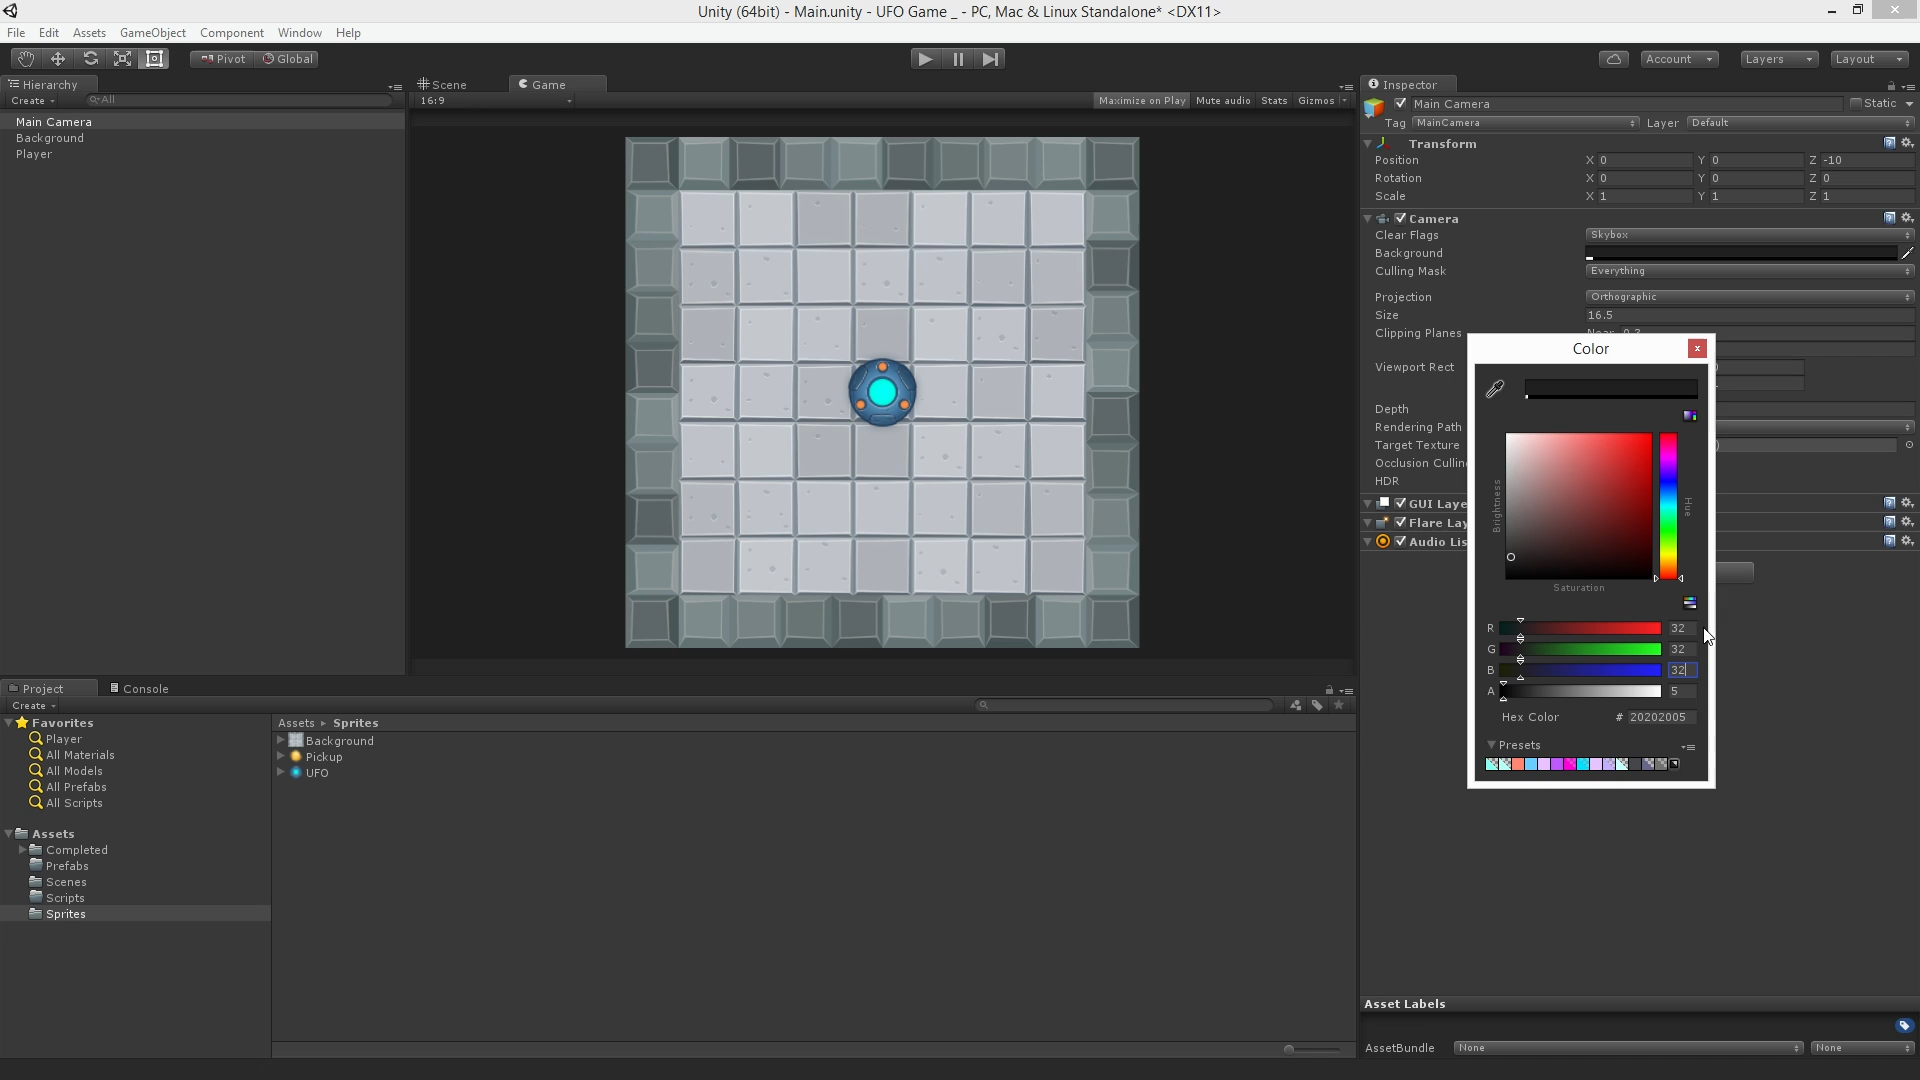 Unity (64bit) - Main.unity - UFO Game _ - PC, Mac & Linux Standalone* <DX11>
File Edit Assets GameObject Component Window Help
Pivot Global Account Layers Layout
Hierarchy
Create All
Main Camera
Background
Player
Scene Game
16:9 Maximize on Play Mute audio Stats Gizmos
Inspector
Main Camera Static
Tag MainCamera Layer Default
Transform
Position X 0 Y 0 Z -10
Rotation X 0 Y 0 Z 0
Scale X 1 Y 1 Z 1
Camera
Clear Flags Skybox
Background
Culling Mask Everything
Projection Orthographic
Size 16.5
Clipping Planes
Viewport Rect
Depth
Rendering Path
Target Texture
Occlusion Cullin
HDR
GUI Laye
Flare Lay
Audio Lis
Color
Brightness
Hue
Saturation
R 32
G 32
B 32
A 5
Hex Color # 20202005
Presets
Project Console
Create
Favorites
Player
All Materials
All Models
All Prefabs
All Scripts
Assets
Completed
Prefabs
Scenes
Scripts
Sprites
Assets Sprites
Background
Pickup
UFO
Asset Labels
AssetBundle None None